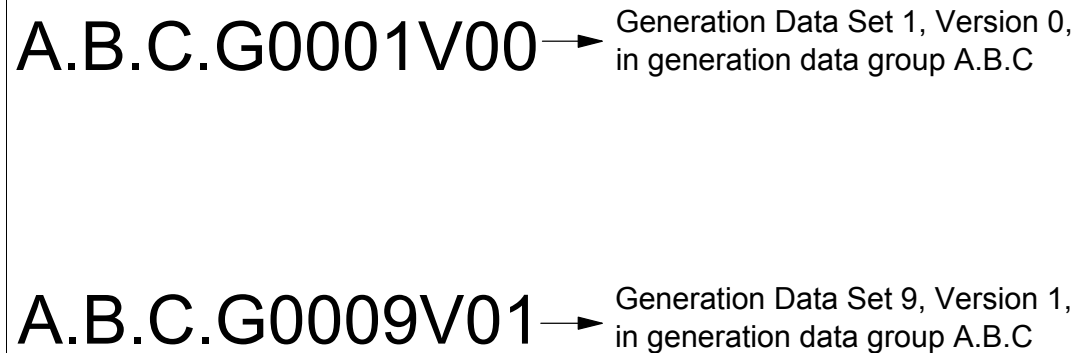 A.B.C.G0001V00
Generation Data Set 1, Version 0,
in generation data group A.B.C
A.B.C.G0009V01
Generation Data Set 9, Version 1,
in generation data group A.B.C